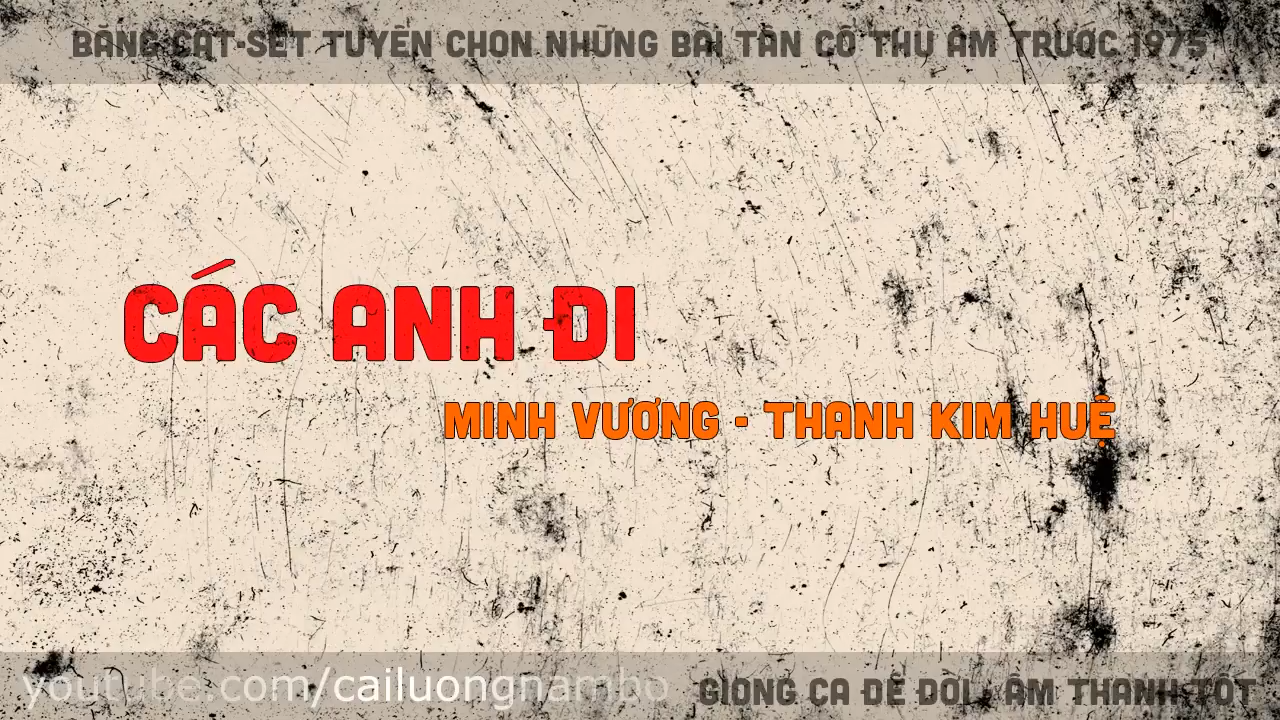 BĂNG CÁT-SÉT TUYỂN CHỌN NHỮNG BÀI TÂN CỔ THU ÂM TRƯỚC 1975
CÁC ANH ĐI
MINH VƯƠNG - THANH KIM HUỆ
youtube.com/cailuongnambo
GIỌNG CA ĐỂ ĐỜI, ÂM THANH TỐT